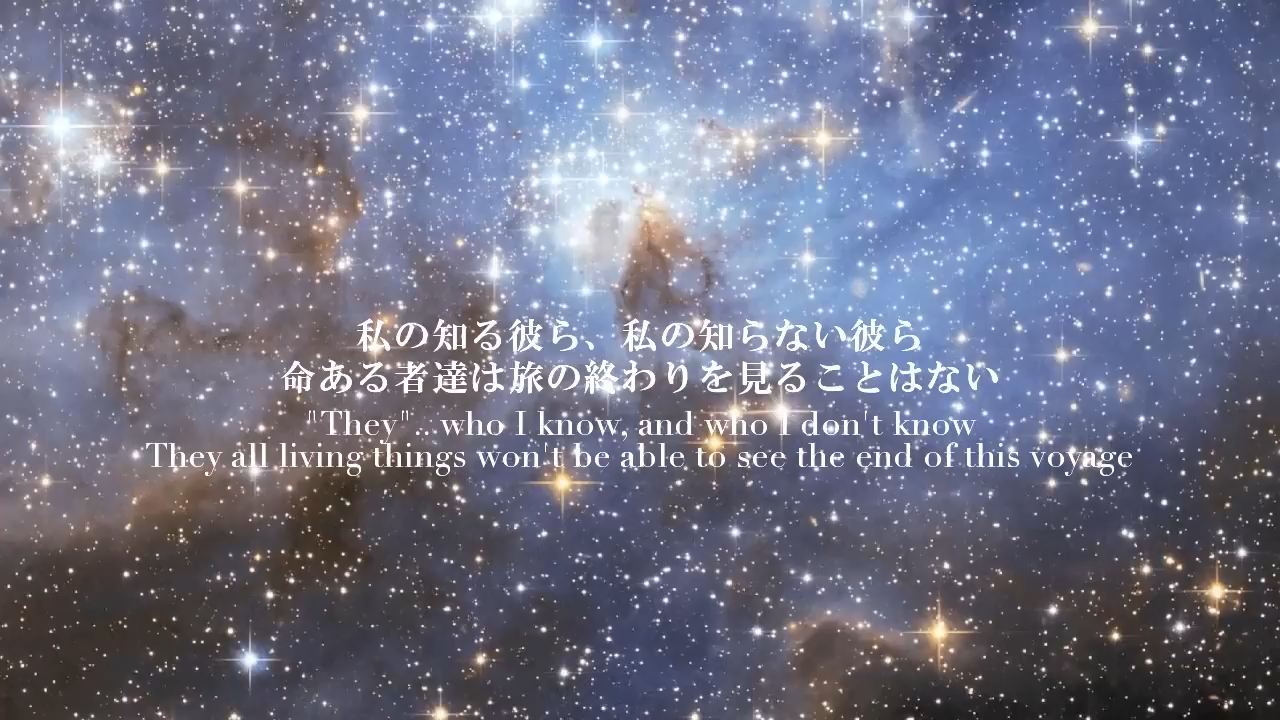 私の知る彼ら、私の知らない彼ら
命ある者達は旅の終わりを見ることはない
"They"...who I know, and who I don't know
They all living things won't be able to see the end of this voyage